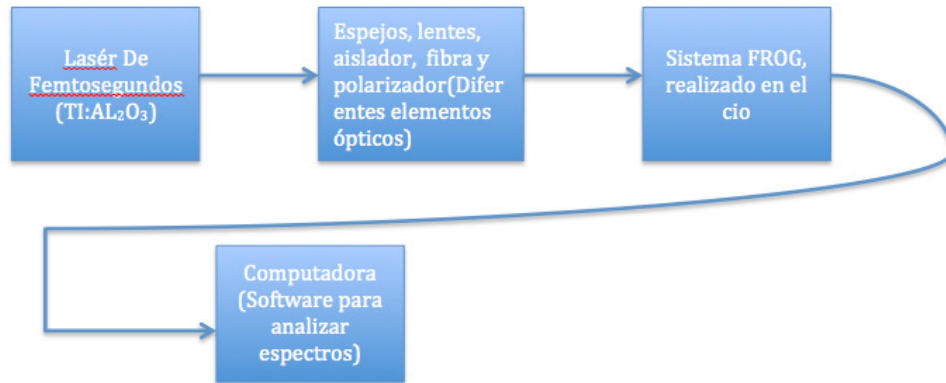 Lasér De
Femtosegundos
(TI:AL₂O₃)
Espejos, lentes,
aislador, fibra y
polarizador(Difer
entes elementos
ópticos)
Sistema FROG,
realizado en el
cio
Computadora
(Software para
analizar
espectros)